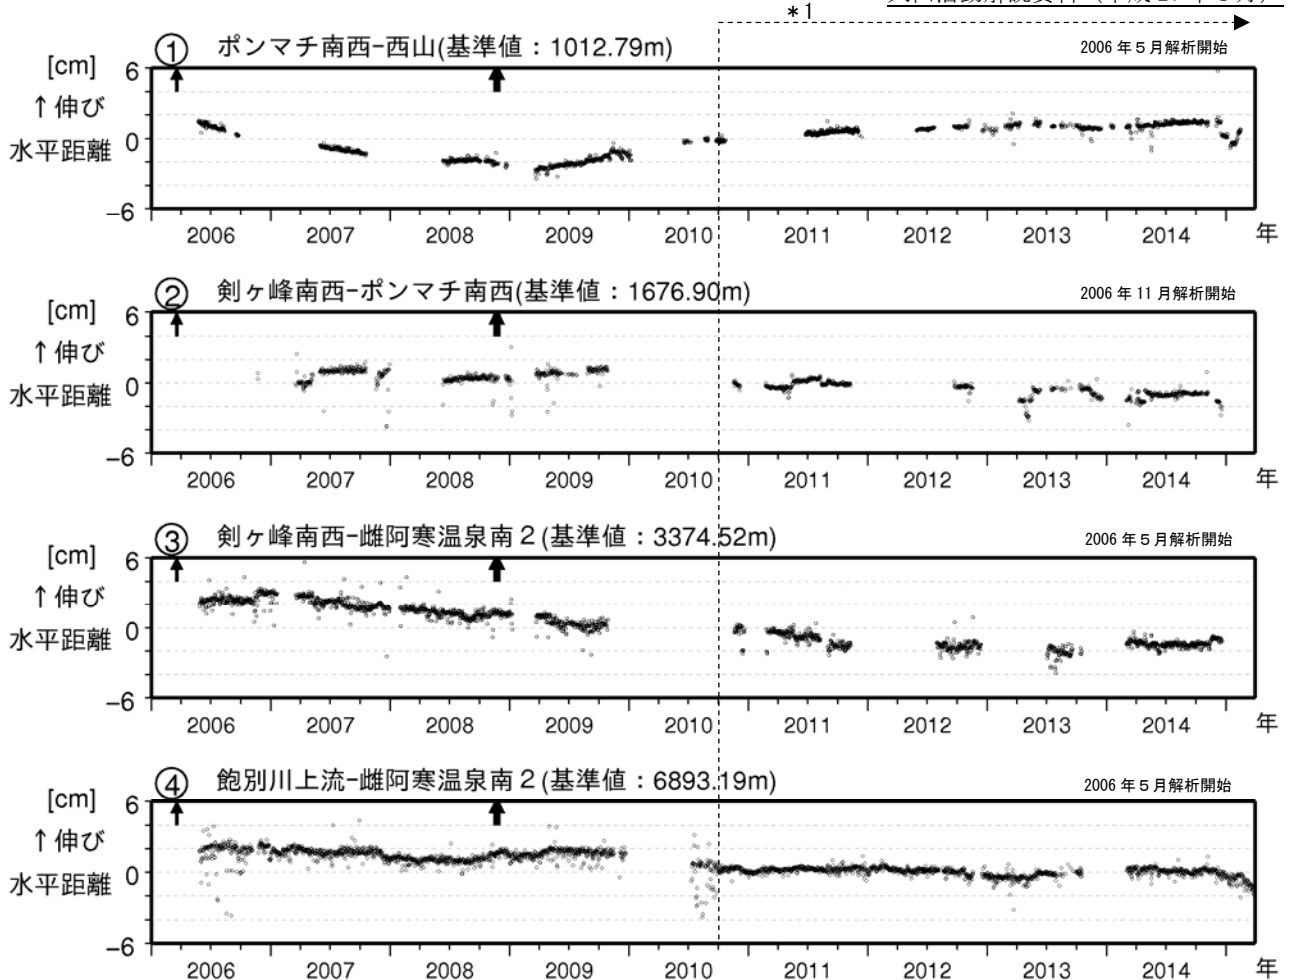 *1
① ポンマチ南西-西山(基準値：1012.79m)
2006年5月解析開始
[cm]
6
↑伸び
水平距離
0
-6
2006 2007 2008 2009 2010 2011 2012 2013 2014 年
② 剣ヶ峰南西-ポンマチ南西(基準値：1676.90m)
2006年11月解析開始
[cm]
6
↑伸び
水平距離
0
-6
2006 2007 2008 2009 2010 2011 2012 2013 2014 年
③ 剣ヶ峰南西-雌阿寒温泉南２(基準値：3374.52m)
2006年5月解析開始
[cm]
6
↑伸び
水平距離
0
-6
2006 2007 2008 2009 2010 2011 2012 2013 2014 年
④ 飽別川上流-雌阿寒温泉南２(基準値：6893.19m)
2006年5月解析開始
[cm]
6
↑伸び
水平距離
0
-6
2006 2007 2008 2009 2010 2011 2012 2013 2014 年